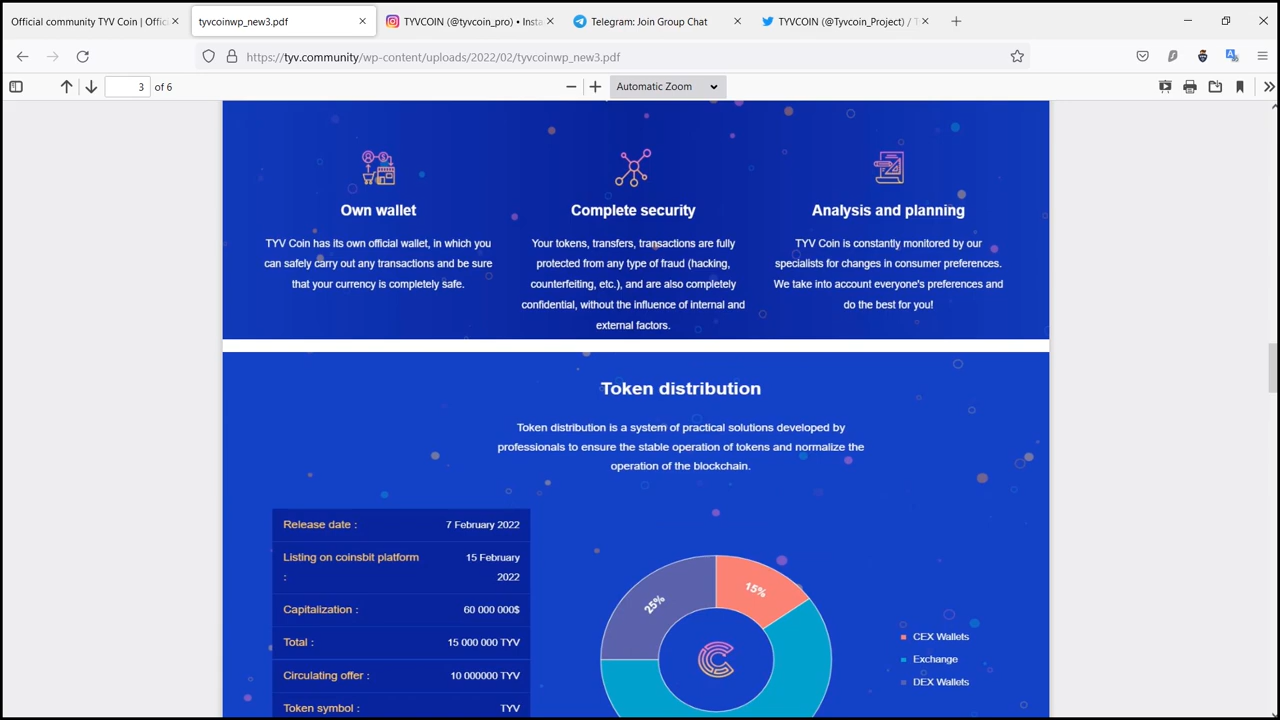 Official community TYV Coin | Offic
tyvcoinwp_new3.pdf
TYVCOIN (@tyvcoin_pro) • Insta
Telegram: Join Group Chat
TYVCOIN (@Tyvcoin_Project) / T
https://tyv.community/wp-content/uploads/2022/02/tyvcoinwp_new3.pdf
3 of 6
Automatic Zoom
Own wallet
TYV Coin has its own official wallet, in which you
can safely carry out any transactions and be sure
that your currency is completely safe.
Complete security
Your tokens, transfers, transactions are fully
protected from any type of fraud (hacking,
counterfeiting, etc.), and are also completely
confidential, without the influence of internal and
external factors.
Analysis and planning
TYV Coin is constantly monitored by our
specialists for changes in consumer preferences.
We take into account everyone's preferences and
do the best for you!
Token distribution
Token distribution is a system of practical solutions developed by
professionals to ensure the stable operation of tokens and normalize the
operation of the blockchain.
Release date : 7 February 2022
Listing on coinsbit platform 15 February
: 2022
Capitalization : 60 000 000$
Total : 15 000 000 TYV
Circulating offer : 10 000000 TYV
Token symbol : TYV
25%
15%
CEX Wallets
Exchange
DEX Wallets